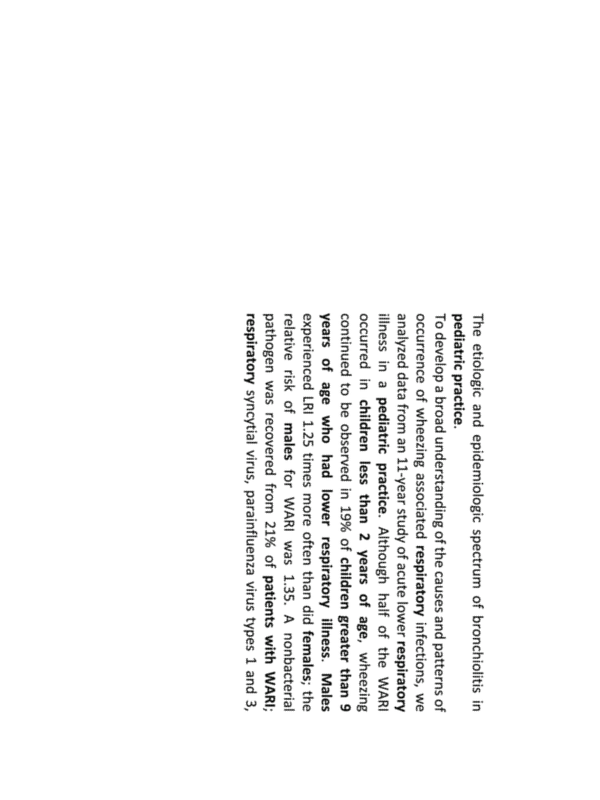 The etiologic and epidemiologic spectrum of bronchiolitis in
pediatric practice.
To develop a broad understanding of the causes and patterns of
occurrence of wheezing associated respiratory infections, we
analyzed data from an 11-year study of acute lower respiratory
illness in a pediatric practice. Although half of the WARI
occurred in children less than 2 years of age, wheezing
continued to be observed in 19% of children greater than 9
years of age who had lower respiratory illness. Males
experienced LRI 1.25 times more often than did females; the
relative risk of males for WARI was 1.35. A nonbacterial
pathogen was recovered from 21% of patients with WARI;
respiratory syncytial virus, parainfluenza virus types 1 and 3,